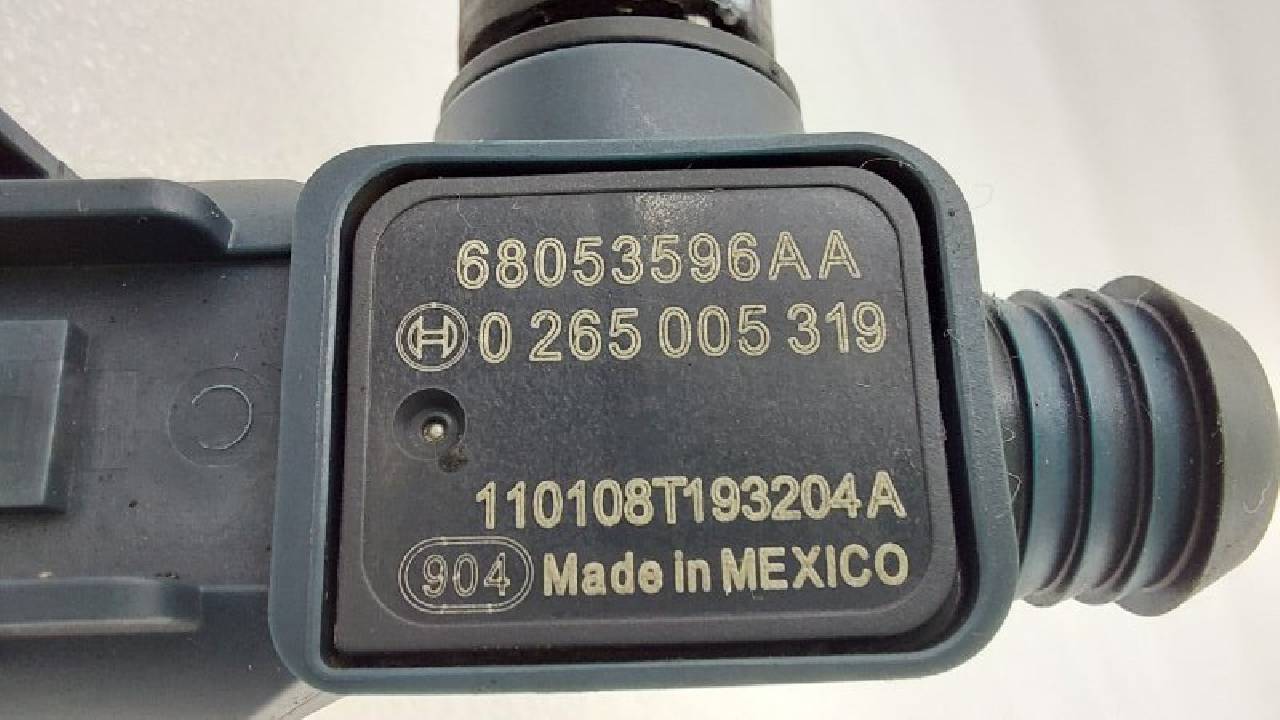 68053596AA
0 265 005 319
110108T193204A
904 Made in MEXICO